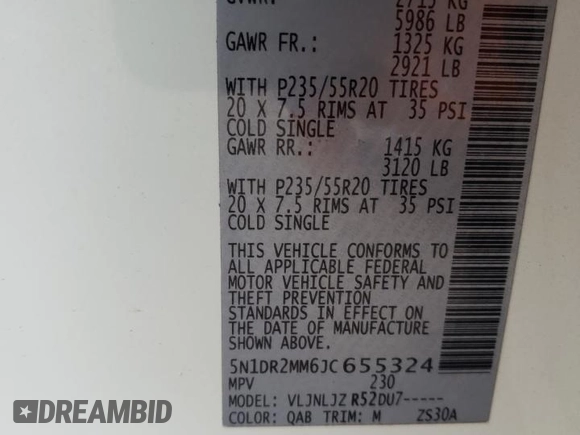 GVWR: 2715 KG
5986 LB
GAWR FR.: 1325 KG
2921 LB
WITH P235/55R20 TIRES
20 X 7.5 RIMS AT 35 PSI
COLD SINGLE
GAWR RR.: 1415 KG
3120 LB
WITH P235/55R20 TIRES
20 X 7.5 RIMS AT 35 PSI
COLD SINGLE
THIS VEHICLE CONFORMS TO
ALL APPLICABLE FEDERAL
MOTOR VEHICLE SAFETY AND
THEFT PREVENTION
STANDARDS IN EFFECT ON
THE DATE OF MANUFACTURE
SHOWN ABOVE.
5N1DR2MM6JC655324
MPV 230
MODEL: VLJNLJZ R52DU7-----
COLOR: QAB TRIM: M ZS30A
DREAMBID